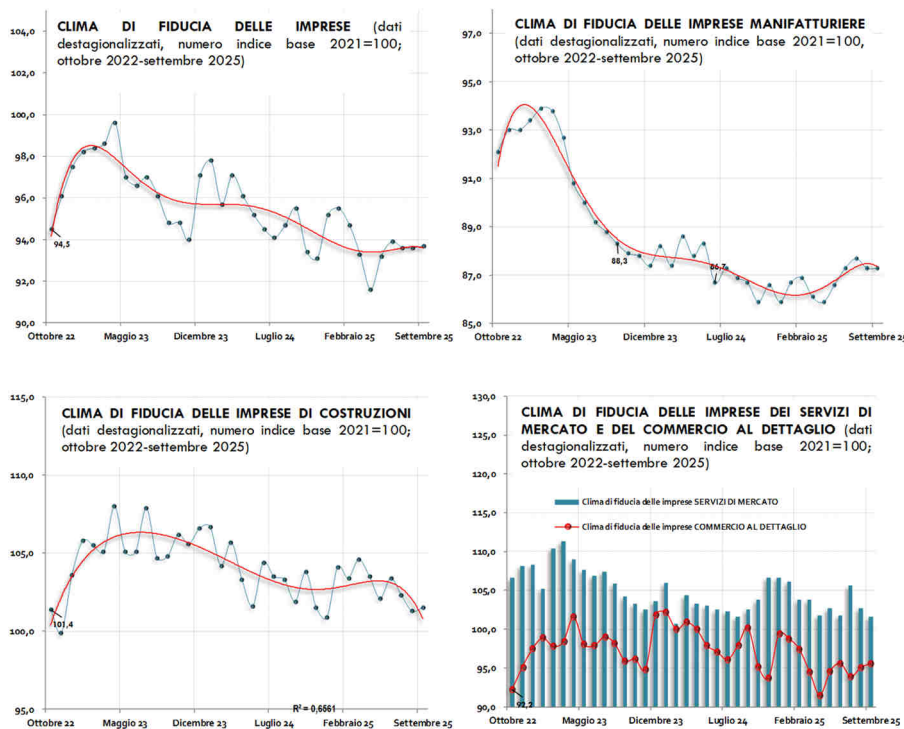 CLIMA DI FIDUCIA DELLE IMPRESE (dati
destagionalizzati, numero indice base 2021=100;
ottobre 2022-settembre 2025)
104,0
102,0
100,0
98,0
96,0
94,0
92,0
90,0
94,5
Ottobre 22
Maggio 23
Dicembre 23
Luglio 24
Febbraio 25
Settembre 25
CLIMA DI FIDUCIA DELLE IMPRESE MANIFATTURIERE
(dati destagionalizzati, numero indice base 2021=100,
ottobre 2022-settembre 2025)
97,0
95,0
93,0
91,0
89,0
87,0
85,0
88,3
86,7
Ottobre 22
Maggio 23
Dicembre 23
Luglio 24
Febbraio 25
Settembre 25
CLIMA DI FIDUCIA DELLE IMPRESE DI COSTRUZIONI
(dati destagionalizzati, numero indice base 2021=100;
ottobre 2022-settembre 2025)
115,0
110,0
105,0
100,0
95,0
101,4
R² = 0,6561
Ottobre 22
Maggio 23
Dicembre 23
Luglio 24
Febbraio 25
Settembre 25
CLIMA DI FIDUCIA DELLE IMPRESE DEI SERVIZI DI
MERCATO E DEL COMMERCIO AL DETTAGLIO (dati
destagionalizzati, numero indice base 2021=100;
ottobre 2022-settembre 2025)
130,0
125,0
120,0
115,0
110,0
105,0
100,0
95,0
90,0
Clima di fiducia delle imprese SERVIZI DI MERCATO
Clima di fiducia delle imprese COMMERCIO AL DETTAGLIO
92,2
Ottobre 22
Maggio 23
Dicembre 23
Luglio 24
Febbraio 25
Settembre 25